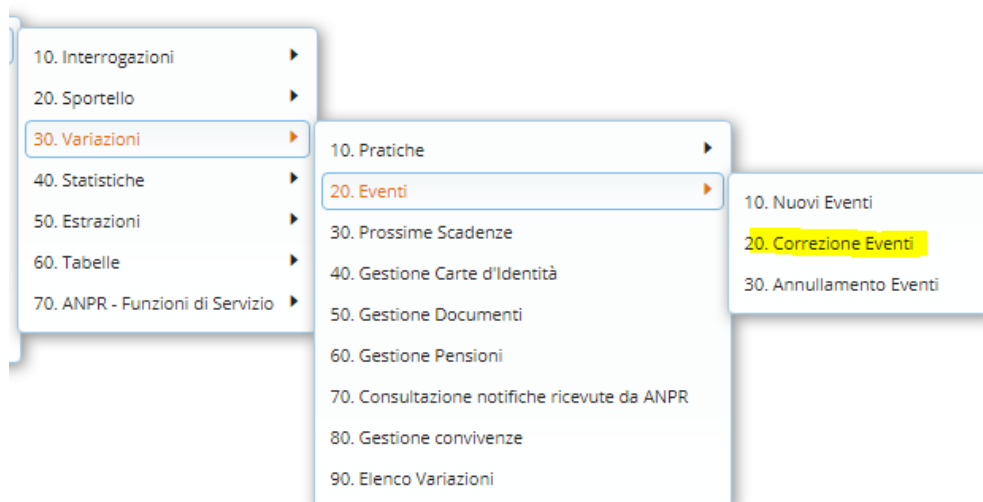 10. Interrogazioni
20. Sportello
30. Variazioni
40. Statistiche
50. Estrazioni
60. Tabelle
70. ANPR - Funzioni di Servizio
10. Pratiche
20. Eventi
30. Prossime Scadenze
40. Gestione Carte d'Identità
50. Gestione Documenti
60. Gestione Pensioni
70. Consultazione notifiche ricevute da ANPR
80. Gestione convivenze
90. Elenco Variazioni
10. Nuovi Eventi
20. Correzione Eventi
30. Annullamento Eventi